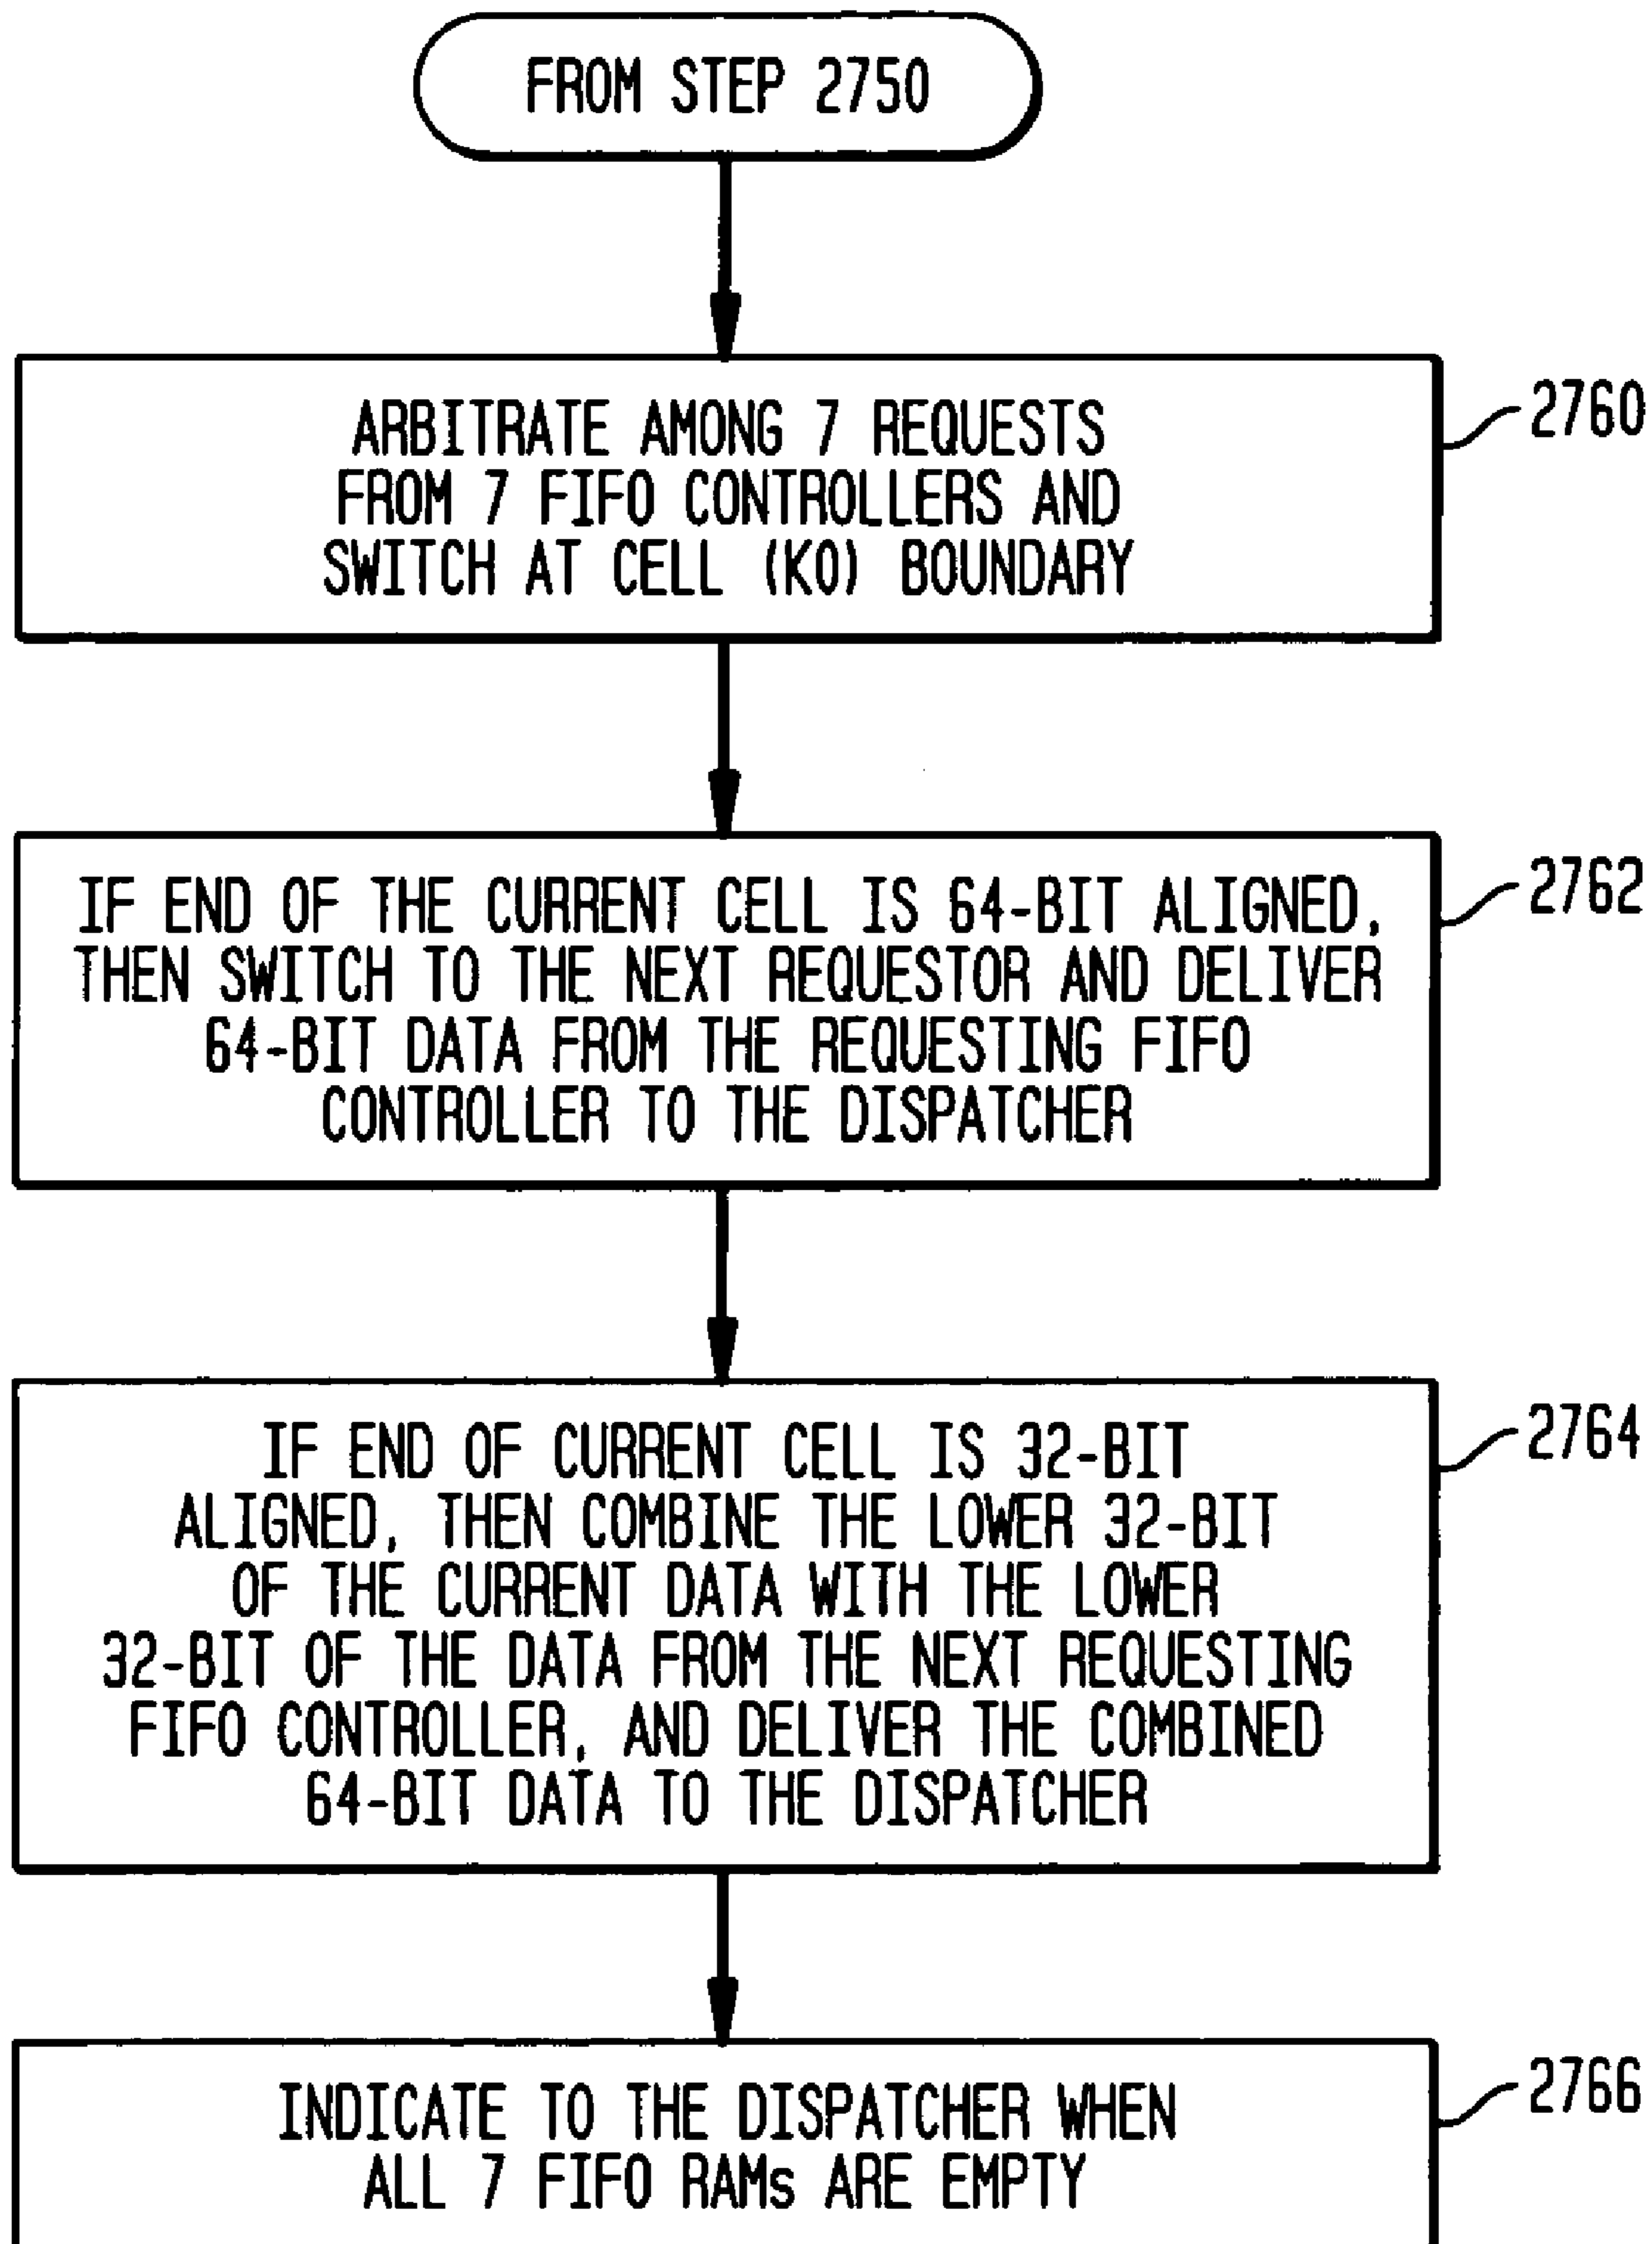 FROM STEP 2750
ARBITRATE AMONG 7 REQUESTS
FROM 7 FIFO CONTROLLERS AND
SWITCH AT CELL (K0) BOUNDARY
2760
IF END OF THE CURRENT CELL IS 64-BIT ALIGNED,
THEN SWITCH TO THE NEXT REQUESTOR AND DELIVER
64-BIT DATA FROM THE REQUESTING FIFO
CONTROLLER TO THE DISPATCHER
2762
IF END OF CURRENT CELL IS 32-BIT
ALIGNED, THEN COMBINE THE LOWER 32-BIT
OF THE CURRENT DATA WITH THE LOWER
32-BIT OF THE DATA FROM THE NEXT REQUESTING
FIFO CONTROLLER, AND DELIVER THE COMBINED
64-BIT DATA TO THE DISPATCHER
2764
INDICATE TO THE DISPATCHER WHEN
ALL 7 FIFO RAMs ARE EMPTY
2766